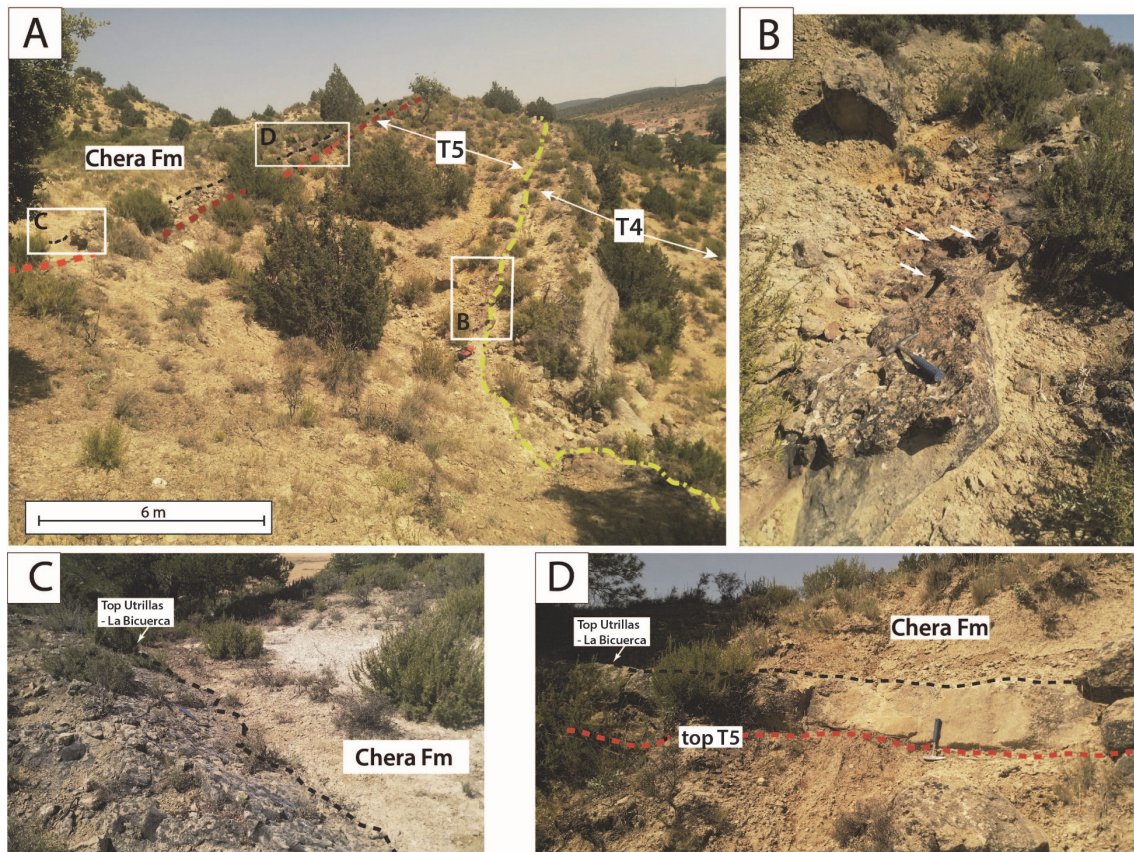 A
Chera Fm
D
T5
T4
C
B
6 m
B
C
Top Utrillas
- La Bicuerca
Chera Fm
D
Top Utrillas
- La Bicuerca
Chera Fm
top T5